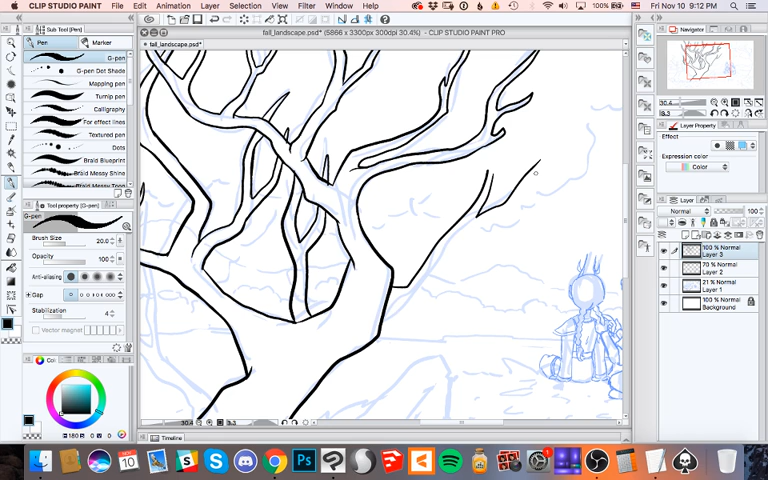 CLIP STUDIO PAINT File Edit Animation Layer Selection View Filter Window Help 100% Fri Nov 10 9:12 PM
fall_landscape.psd* (5866 x 3300px 300dpi 30.4%) - CLIP STUDIO PAINT PRO
Sub Tool [Pen]
Pen Marker
G-pen
G-pen Dot Shade
Mapping pen
Turnip pen
Calligraphy
For effect lines
Textured pen
Dots
Braid Blueprint
Braid Messy Shine
Tool property [G-pen]
G-pen
Brush Size 20.0
Opacity 100
Anti-aliasing
Gap
Stabilization 4
Vector magnet
fall_landscape.psd*
30.4
Timeline
Navigator
30.4
Layer Property
Effect
Expression color
Color
Layer
Normal 100
100 % Normal
Layer 3
70 % Normal
Layer 2
21 % Normal
Layer 1
100 % Normal
Background